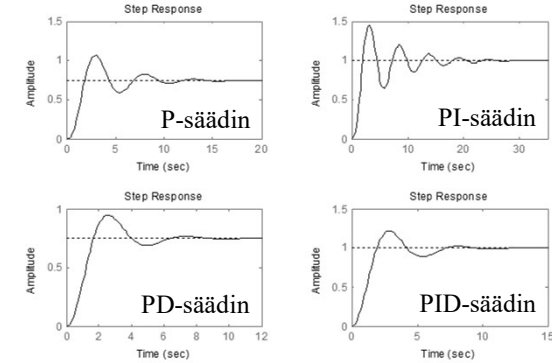 Step Response
1.5
1
0.5
0
Amplitude
P-säädin
0 5 10 15 20
Time (sec)
Step Response
1.5
1
0.5
0
Amplitude
PI-säädin
0 10 20 30
Time (sec)
Step Response
1
0.5
0
Amplitude
PD-säädin
0 2 4 6 8 10 12
Time (sec)
Step Response
1.5
1
0.5
0
Amplitude
PID-säädin
0 5 10 15
Time (sec)